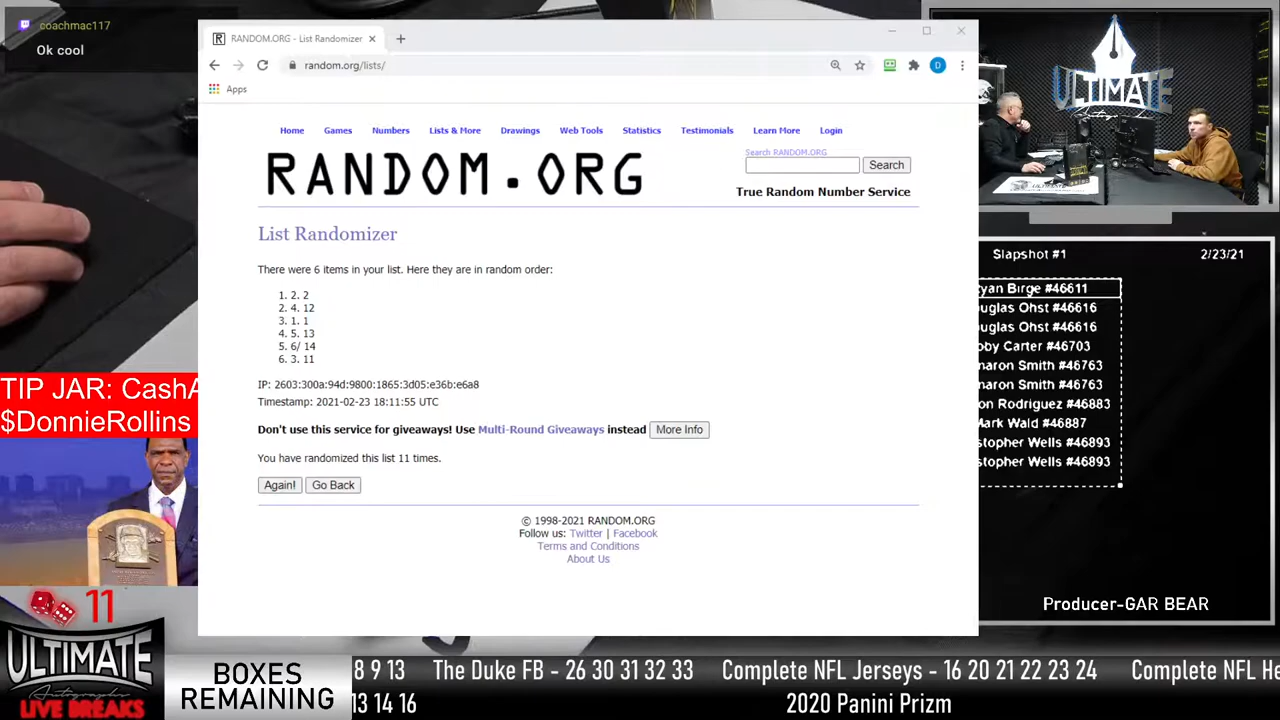 coachmac117
Ok cool
RANDOM.ORG - List Randomizer
random.org/lists/
Apps
Home Games Numbers Lists & More Drawings Web Tools Statistics Testimonials Learn More Login
RANDOM.ORG
Search RANDOM.ORG
Search
True Random Number Service
List Randomizer
There were 6 items in your list. Here they are in random order:
1. 2. 2
2. 4. 12
3. 1. 1
4. 5. 13
5. 6/ 14
6. 3. 11
IP: 2603:300a:94d:9800:1865:3d05:e36b:e6a8
Timestamp: 2021-02-23 18:11:55 UTC
Don't use this service for giveaways! Use Multi-Round Giveaways instead More Info
You have randomized this list 11 times.
Again! Go Back
© 1998-2021 RANDOM.ORG
Follow us: Twitter | Facebook
Terms and Conditions
About Us
ULTIMATE
Autographs
Slapshot #1 2/23/21
yan Birge #46611
uglas Ohst #46616
uglas Ohst #46616
by Carter #46703
naron Smith #46763
naron Smith #46763
on Rodriguez #46883
Mark Wald #46887
stopher Wells #46893
stopher Wells #46893
Producer-GAR BEAR
TIP JAR: CashA
$DonnieRollins
11
ULTIMATE
Autographs
LIVE BREAKS
BOXES
REMAINING
8 9 13 The Duke FB - 26 30 31 32 33 Complete NFL Jerseys - 16 20 21 22 23 24 Complete NFL He
13 14 16 2020 Panini Prizm